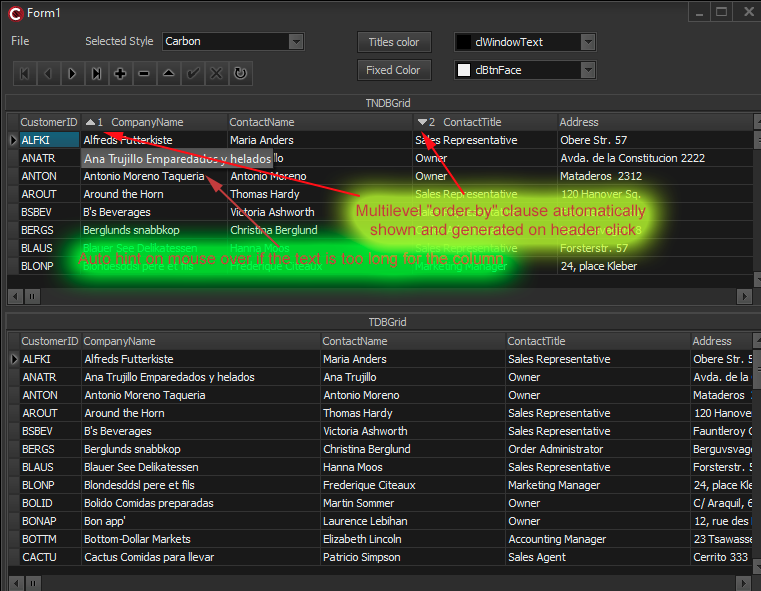 Form1
File Selected Style Carbon Titles color clWindowText
Fixed Color clBtnFace
TNDBGrid
CustomerID 1 CompanyName ContactName 2 ContactTitle Address
ALFKI Alfreds Futterkiste Maria Anders Sales Representative Obere Str. 57
ANATR Ana Trujillo Emparedados y helados llo Owner Avda. de la Constitucion 2222
ANTON Antonio Moreno Taqueria Antonio Moreno Owner Mataderos 2312
AROUT Around the Horn Thomas Hardy Sales Representative 120 Hanover Sq.
BSBEV B's Beverages Victoria Ashworth
Multilevel "order by" clause automatically
shown and generated on header click
BERGS Berglunds snabbkop Christina Berglund
BLAUS Blauer See Delikatessen Hanna Moos Sales Representative Forsterstr. 57
Auto hint on mouse over if the text is too long for the column
BLONP Blondesddsl pere et fils Frederique Citeaux Marketing Manager 24, place Kleber
TDBGrid
CustomerID CompanyName ContactName ContactTitle Address
ALFKI Alfreds Futterkiste Maria Anders Sales Representative Obere Str. 5
ANATR Ana Trujillo Emparedados y helados Ana Trujillo Owner Avda. de la
ANTON Antonio Moreno Taqueria Antonio Moreno Owner Mataderos
AROUT Around the Horn Thomas Hardy Sales Representative 120 Hanove
BSBEV B's Beverages Victoria Ashworth Sales Representative Fauntleroy C
BERGS Berglunds snabbkop Christina Berglund Order Administrator Berguvsvage
BLAUS Blauer See Delikatessen Hanna Moos Sales Representative Forsterstr. 5
BLONP Blondesddsl pere et fils Frederique Citeaux Marketing Manager 24, place Kle
BOLID Bolido Comidas preparadas Martin Sommer Owner C/ Araquil, 6
BONAP Bon app' Laurence Lebihan Owner 12, rue des
BOTTM Bottom-Dollar Markets Elizabeth Lincoln Accounting Manager 23 Tsawasse
CACTU Cactus Comidas para llevar Patricio Simpson Sales Agent Cerrito 333